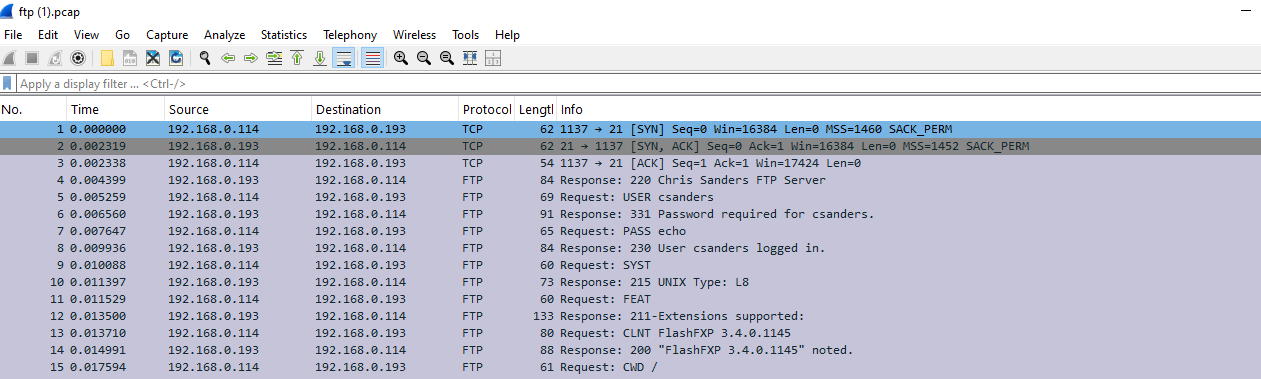 ftp (1).pcap
File Edit View Go Capture Analyze Statistics Telephony Wireless Tools Help
Apply a display filter ... <Ctrl-/>
No. Time Source Destination Protocol Lengtl Info
1 0.000000 192.168.0.114 192.168.0.193 TCP 62 1137 → 21 [SYN] Seq=0 Win=16384 Len=0 MSS=1460 SACK_PERM
2 0.002319 192.168.0.193 192.168.0.114 TCP 62 21 → 1137 [SYN, ACK] Seq=0 Ack=1 Win=16384 Len=0 MSS=1452 SACK_PERM
3 0.002338 192.168.0.114 192.168.0.193 TCP 54 1137 → 21 [ACK] Seq=1 Ack=1 Win=17424 Len=0
4 0.004399 192.168.0.193 192.168.0.114 FTP 84 Response: 220 Chris Sanders FTP Server
5 0.005259 192.168.0.114 192.168.0.193 FTP 69 Request: USER csanders
6 0.006560 192.168.0.193 192.168.0.114 FTP 91 Response: 331 Password required for csanders.
7 0.007647 192.168.0.114 192.168.0.193 FTP 65 Request: PASS echo
8 0.009936 192.168.0.193 192.168.0.114 FTP 84 Response: 230 User csanders logged in.
9 0.010088 192.168.0.114 192.168.0.193 FTP 60 Request: SYST
10 0.011397 192.168.0.193 192.168.0.114 FTP 73 Response: 215 UNIX Type: L8
11 0.011529 192.168.0.114 192.168.0.193 FTP 60 Request: FEAT
12 0.013500 192.168.0.193 192.168.0.114 FTP 133 Response: 211-Extensions supported:
13 0.013710 192.168.0.114 192.168.0.193 FTP 80 Request: CLNT FlashFXP 3.4.0.1145
14 0.014991 192.168.0.193 192.168.0.114 FTP 88 Response: 200 "FlashFXP 3.4.0.1145" noted.
15 0.017594 192.168.0.114 192.168.0.193 FTP 61 Request: CWD /